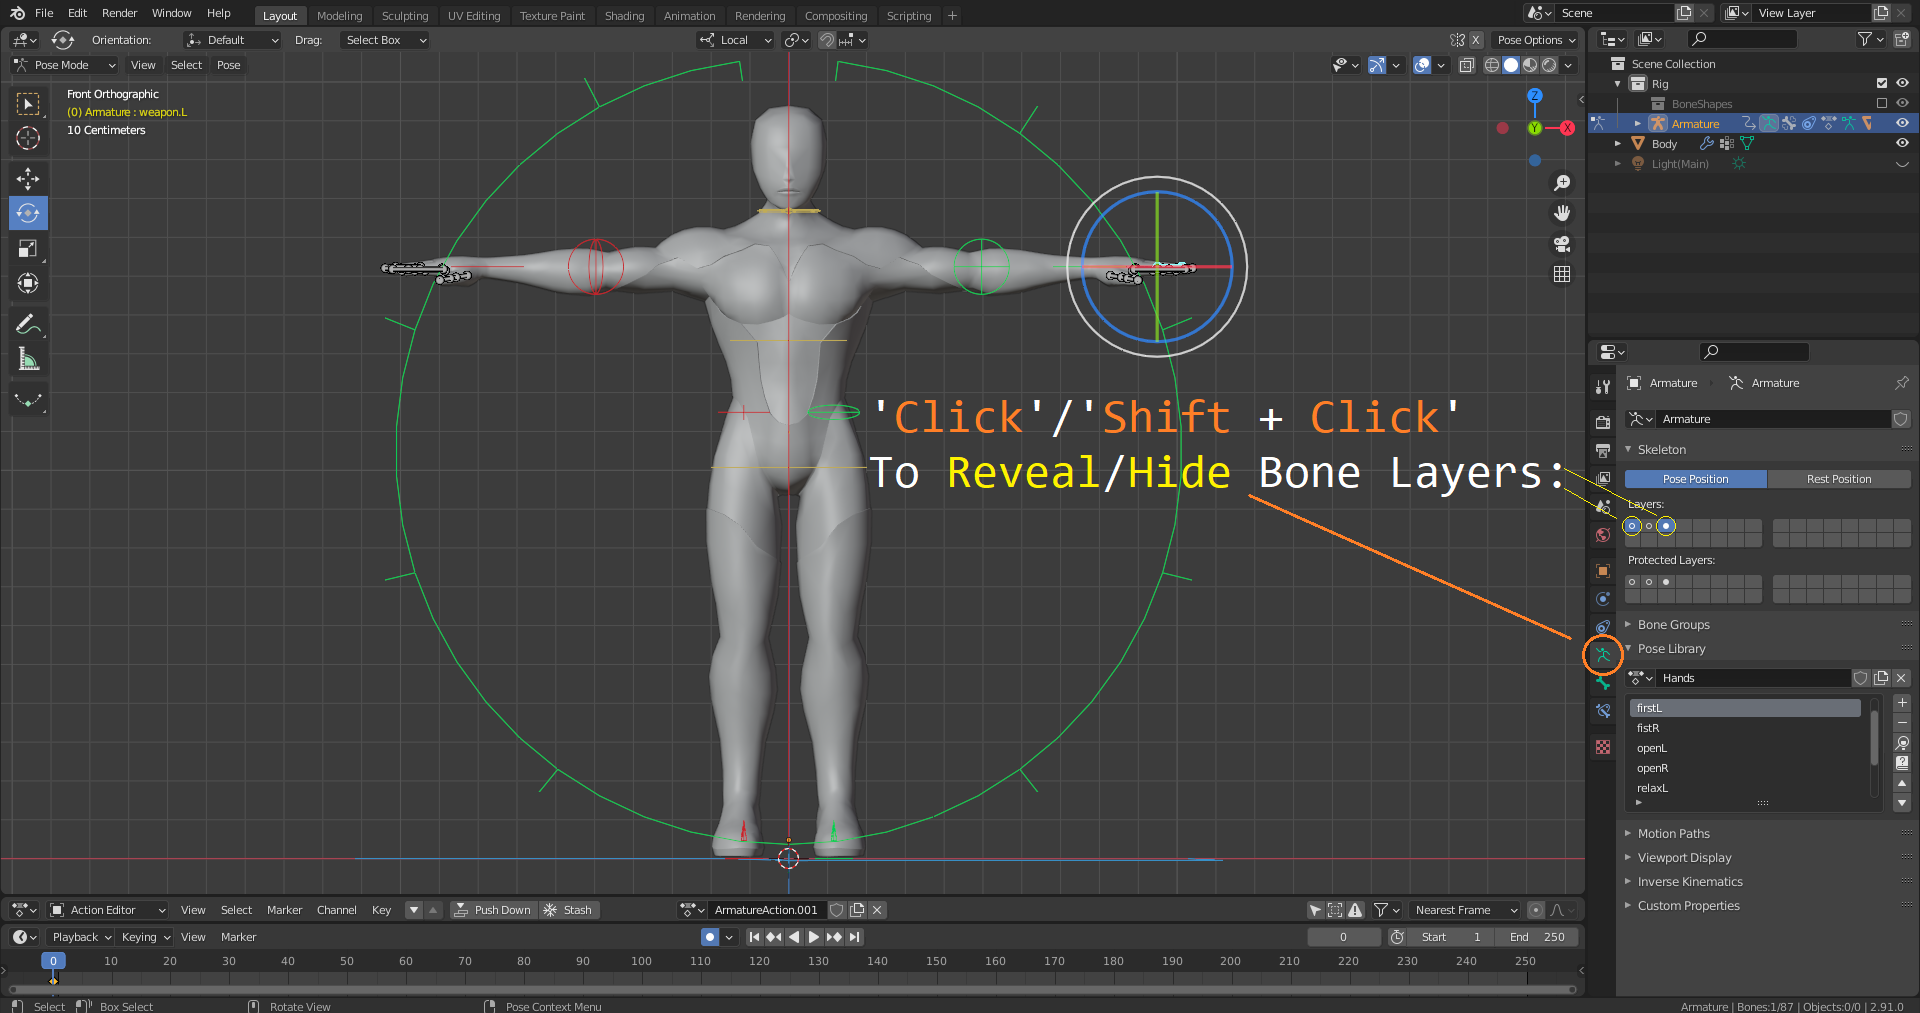 File Edit Render Window Help Layout Modeling Sculpting UV Editing Texture Paint Shading Animation Rendering Compositing Scripting + Scene View Layer
Orientation: Default Drag: Select Box Local X Pose Options
Pose Mode View Select Pose
Front Orthographic
(0) Armature : weapon.L
10 Centimeters
Z
Y
X
'Click'/'Shift + Click'
To Reveal/Hide Bone Layers:
Scene Collection
Rig
BoneShapes
Armature
Body
Light(Main)
Armature Armature
Armature
Skeleton
Pose Position Rest Position
Layers:
Protected Layers:
Bone Groups
Pose Library
Hands
firstL
fistR
openL
openR
relaxL
Motion Paths
Viewport Display
Inverse Kinematics
Custom Properties
Action Editor View Select Marker Channel Key Push Down Stash ArmatureAction.001 Nearest Frame
Playback Keying View Marker 0 Start 1 End 250
0 10 20 30 40 50 60 70 80 90 100 110 120 130 140 150 160 170 180 190 200 210 220 230 240 250
Select Box Select Rotate View Pose Context Menu Armature | Bones:1/87 | Objects:0/0 | 2.91.0